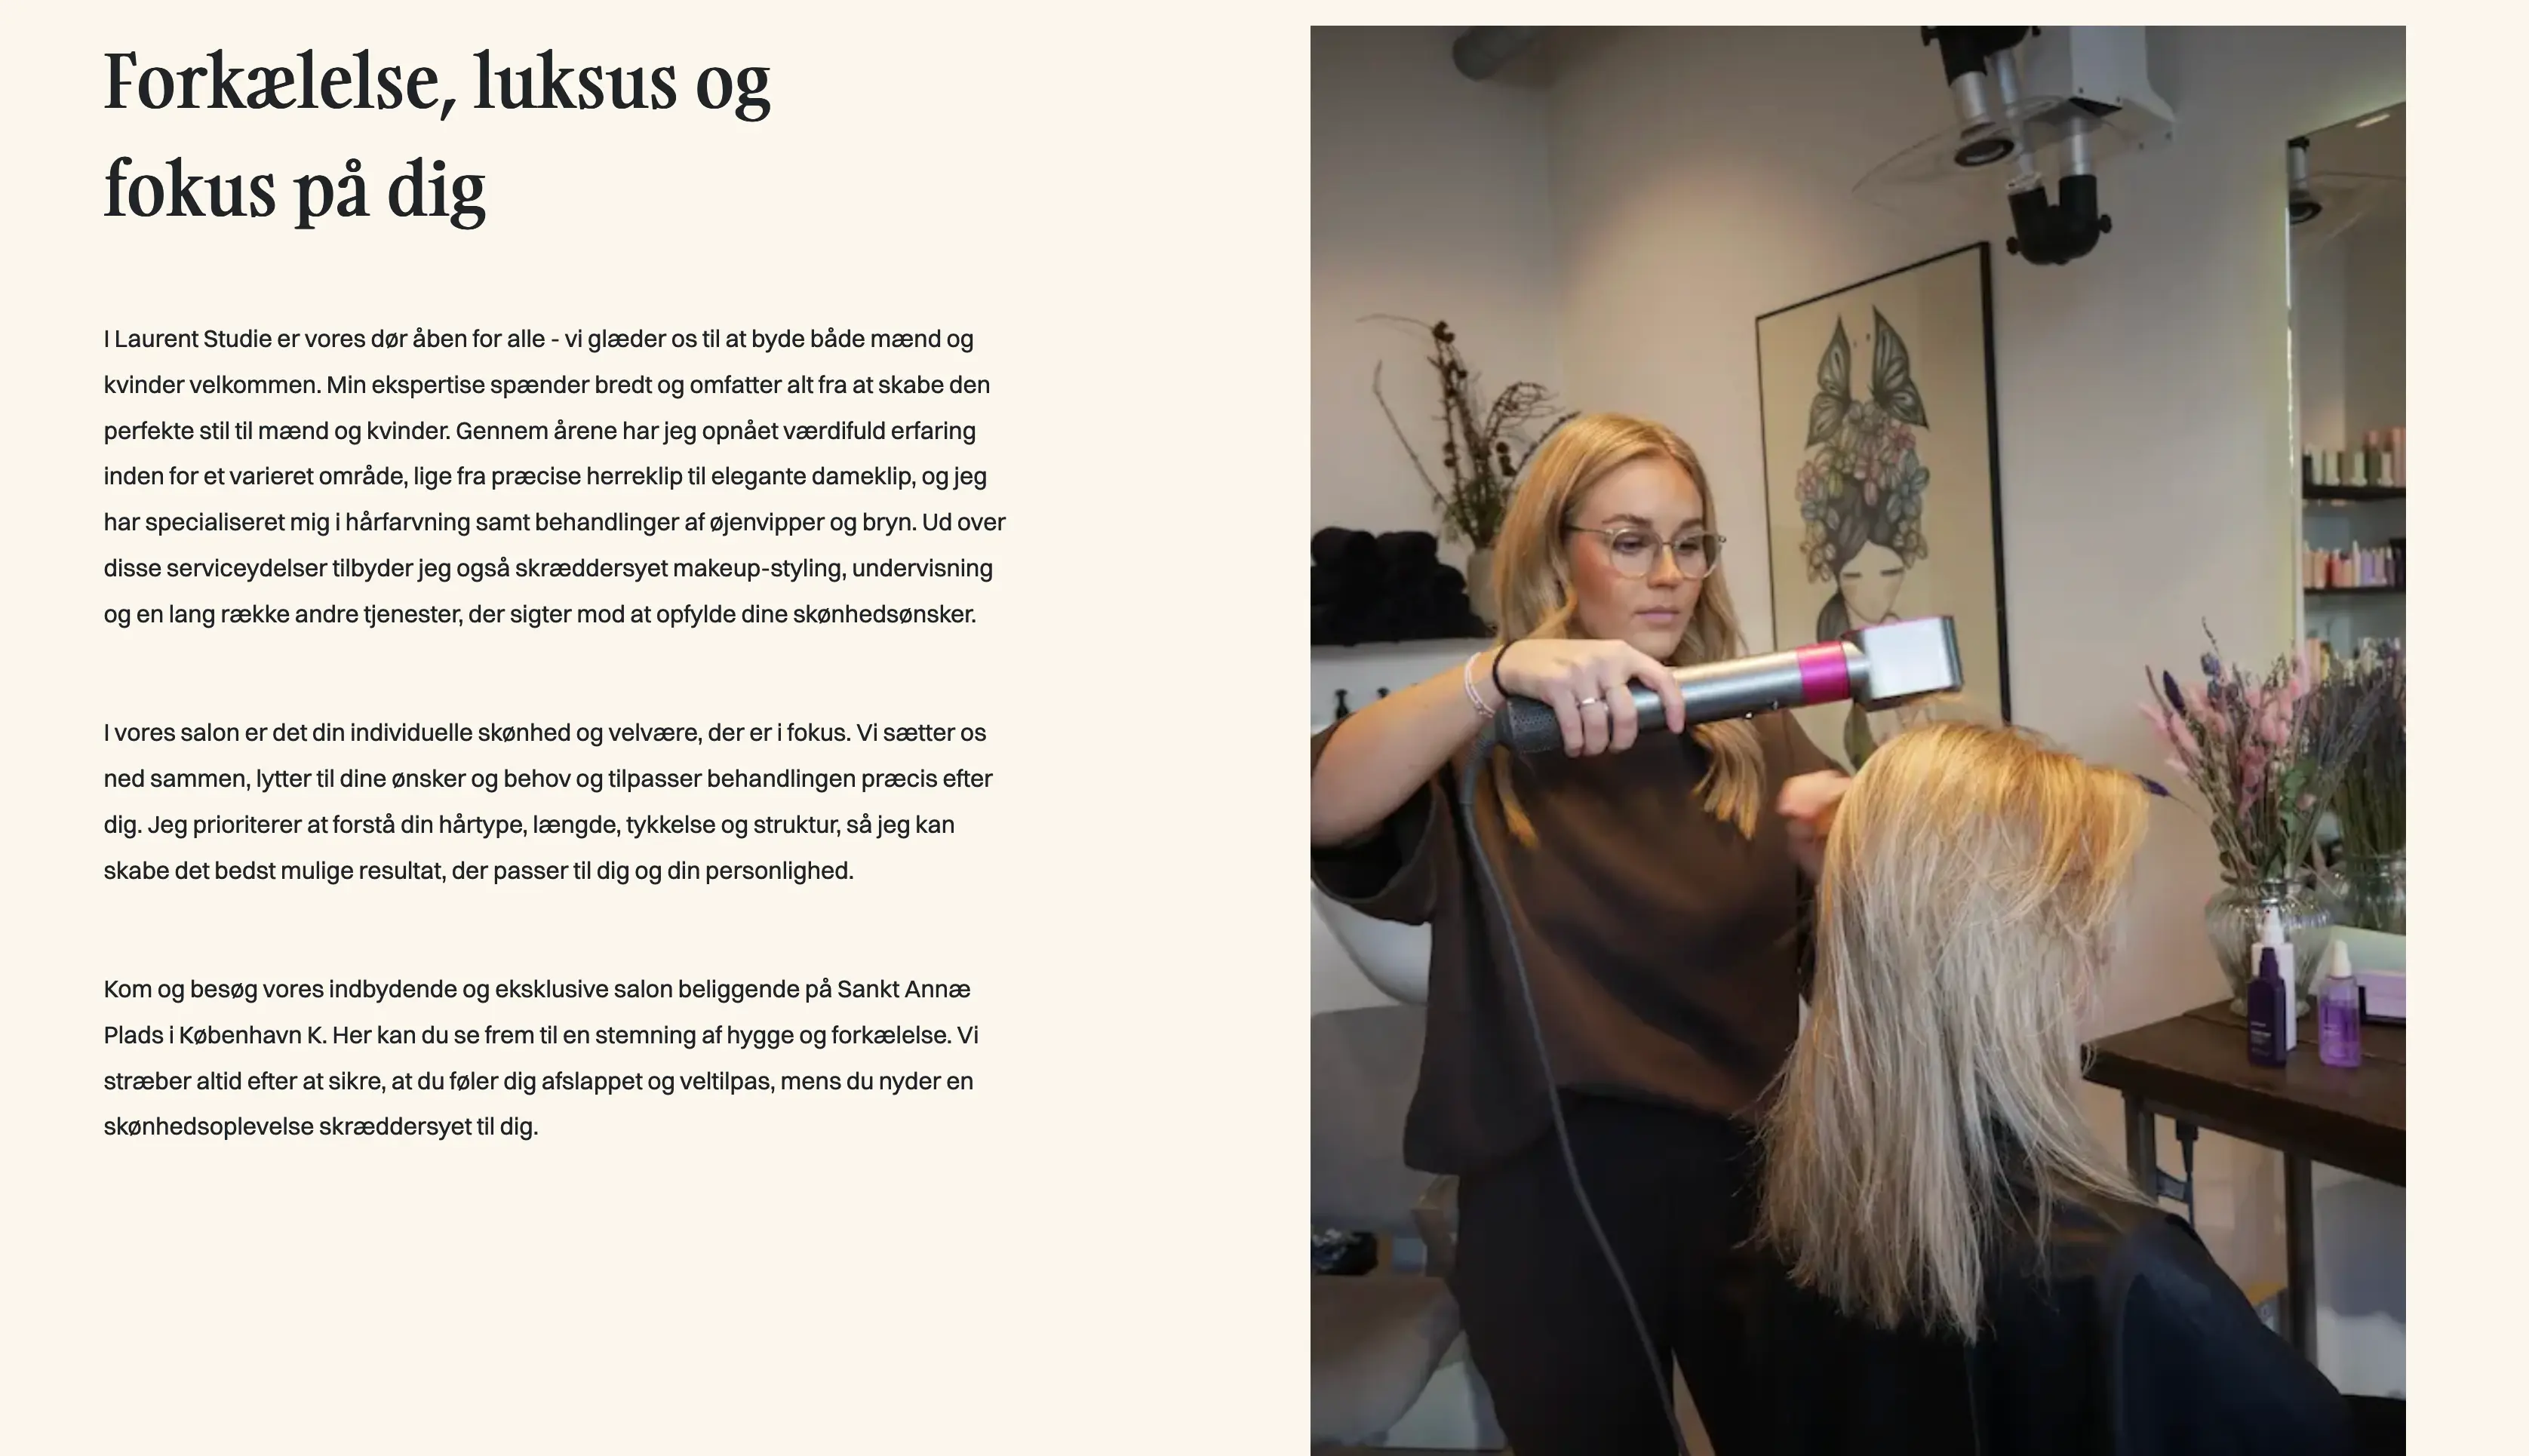 Forkælelse, luksus og
fokus på dig
I Laurent Studie er vores dør åben for alle - vi glæder os til at byde både mænd og
kvinder velkommen. Min ekspertise spænder bredt og omfatter alt fra at skabe den
perfekte stil til mænd og kvinder. Gennem årene har jeg opnået værdifuld erfaring
inden for et varieret område, lige fra præcise herreklip til elegante dameklip, og jeg
har specialiseret mig i hårfarvning samt behandlinger af øjenvipper og bryn. Ud over
disse serviceydelser tilbyder jeg også skræddersyet makeup-styling, undervisning
og en lang række andre tjenester, der sigter mod at opfylde dine skønhedsønsker.
I vores salon er det din individuelle skønhed og velvære, der er i fokus. Vi sætter os
ned sammen, lytter til dine ønsker og behov og tilpasser behandlingen præcis efter
dig. Jeg prioriterer at forstå din hårtype, længde, tykkelse og struktur, så jeg kan
skabe det bedst mulige resultat, der passer til dig og din personlighed.
Kom og besøg vores indbydende og eksklusive salon beliggende på Sankt Annæ
Plads i København K. Her kan du se frem til en stemning af hygge og forkælelse. Vi
stræber altid efter at sikre, at du føler dig afslappet og veltilpas, mens du nyder en
skønhedsoplevelse skræddersyet til dig.